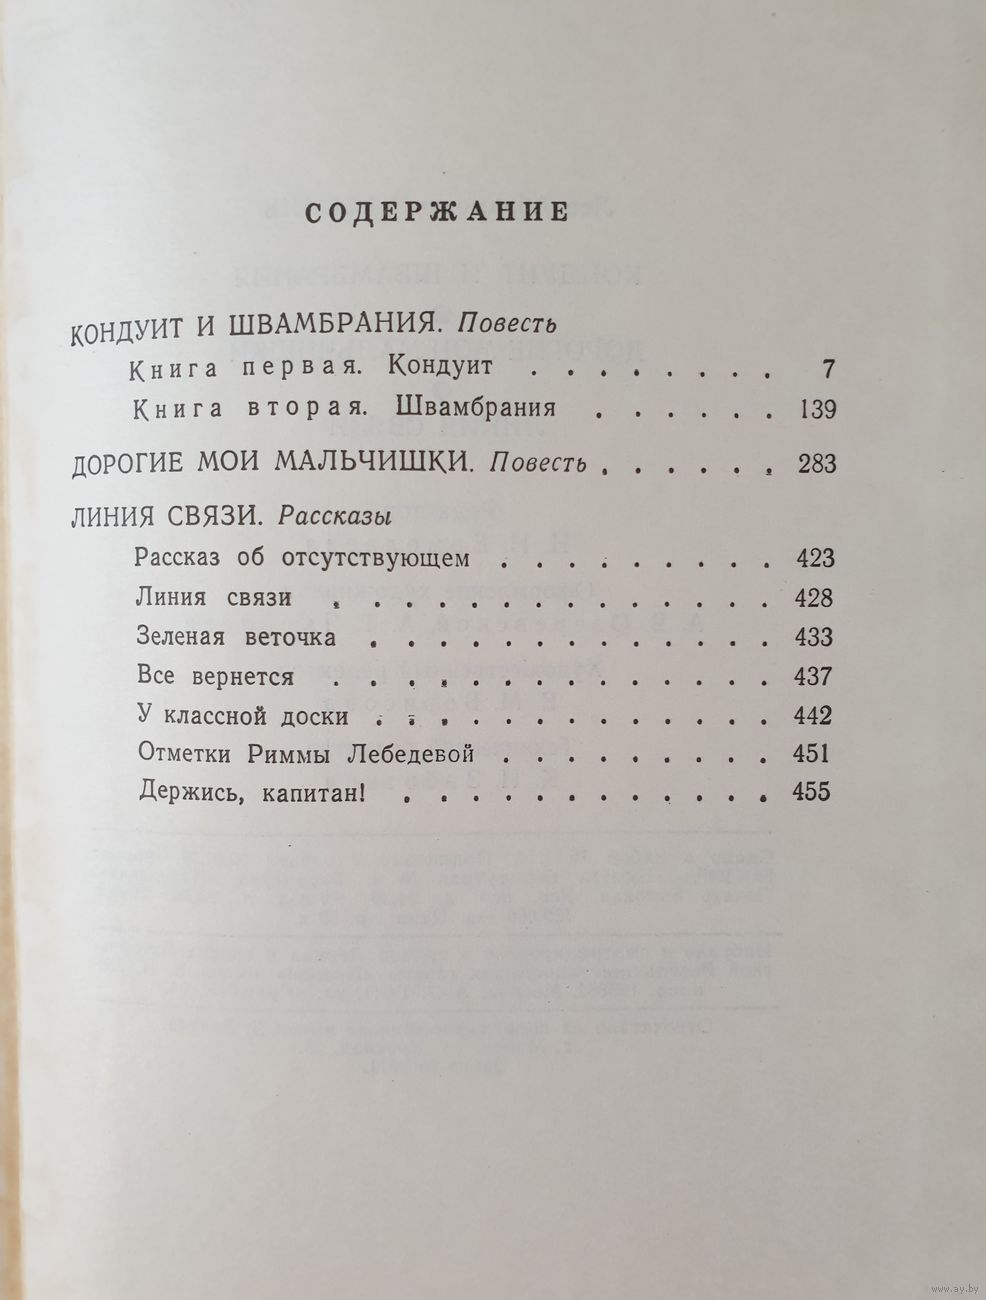 СОДЕРЖАНИЕ
КОНДУИТ И ШВАМБРАНИЯ. Повесть
Книга первая. Кондуит . . . . . . . . 7
Книга вторая. Швамбрания . . . . . . 139
ДОРОГИЕ МОИ МАЛЬЧИШКИ. Повесть . . . . . . 283
ЛИНИЯ СВЯЗИ. Рассказы
Рассказ об отсутствующем . . . . . . . . . 423
Линия связи . . . . . . . . . . . . . 428
Зеленая веточка . . . . . . . . . . . . 433
Все вернется . . . . . . . . . . . . . 437
У классной доски . . . . . . . . . . . . 442
Отметки Риммы Лебедевой . . . . . . . . . 451
Держись, капитан! . . . . . . . . . . . 455
www.ay.by